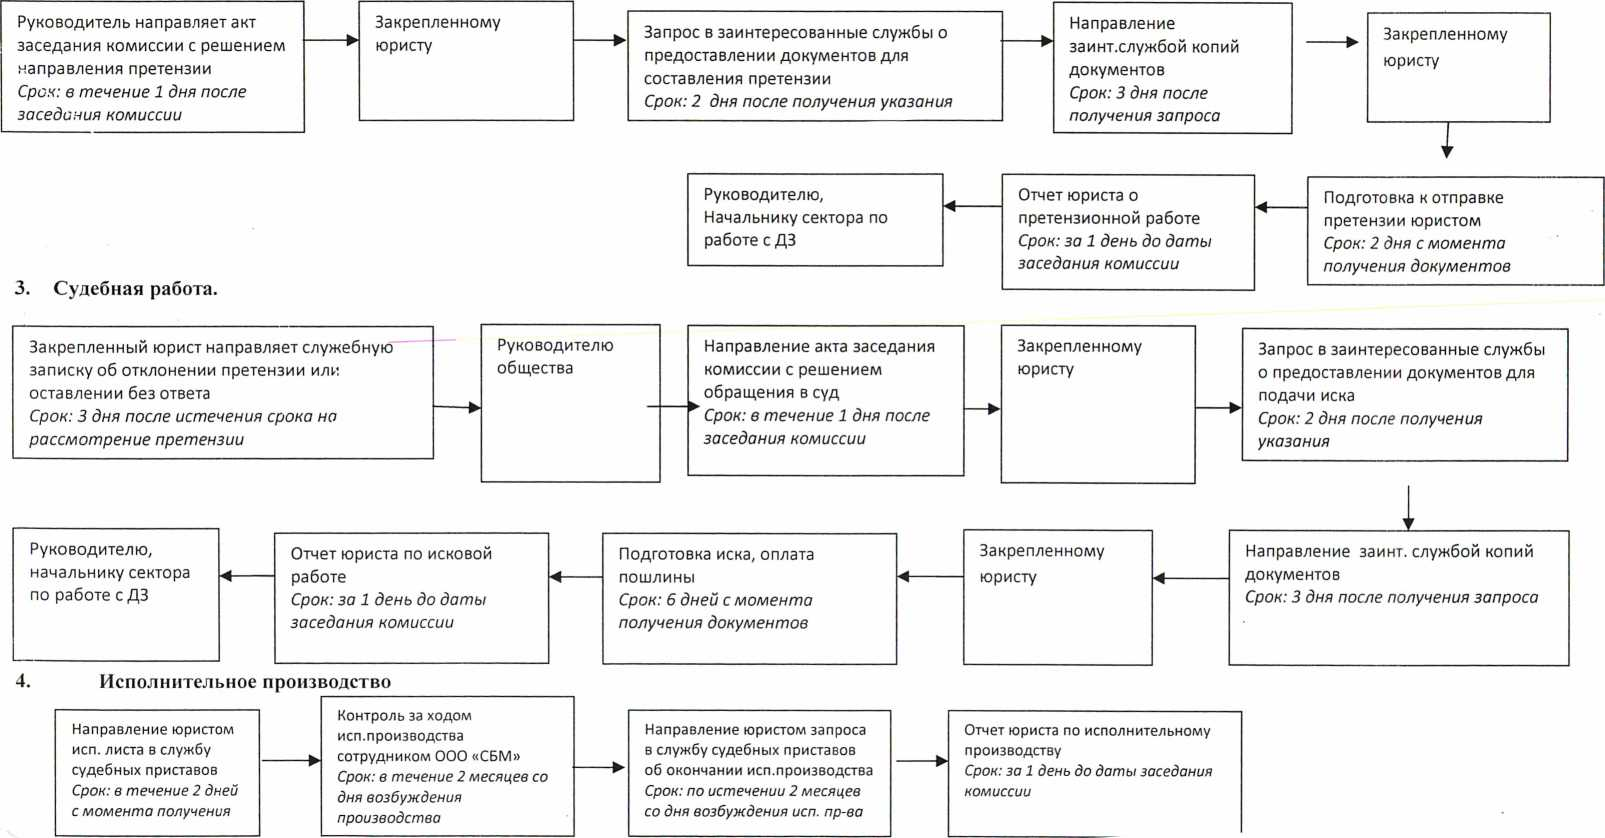 Руководитель направляет акт
заседания комиссии с решением
направления претензии
Срок: в течение 1 дня после
заседания комиссии
Закрепленному
юристу
Запрос в заинтересованные службы о
предоставлении документов для
составления претензии
Срок: 2 дня после получения указания
Направление
заинт.службой копий
документов
Срок: 3 дня после
получения запроса
Закрепленному
юристу
Подготовка к отправке
претензии юристом
Срок: 2 дня с момента
получения документов
Отчет юриста о
претензионной работе
Срок: за 1 день до даты
заседания комиссии
Руководителю,
Начальнику сектора по
работе с ДЗ
3. Судебная работа.
Закрепленный юрист направляет служебную
записку об отклонении претензии или
оставлении без ответа
Срок: 3 дня после истечения срока на
рассмотрение претензии
Руководителю
общества
Направление акта заседания
комиссии с решением
обращения в суд
Срок: в течение 1 дня после
заседания комиссии
Закрепленному
юристу
Запрос в заинтересованные службы
о предоставлении документов для
подачи иска
Срок: 2 дня после получения
указания
Направление заинт. службой копий
документов
Срок: 3 дня после получения запроса
Закрепленному
юристу
Подготовка иска, оплата
пошлины
Срок: 6 дней с момента
получения документов
Отчет юриста по исковой
работе
Срок: за 1 день до даты
заседания комиссии
Руководителю,
начальнику сектора
по работе с ДЗ
4. Исполнительное производство
Направление юристом
исп. листа в службу
судебных приставов
Срок: в течение 2 дней
с момента получения
Контроль за ходом
исп.производства
сотрудником ООО «СБМ»
Срок: в течение 2 месяцев со
дня возбуждения
производства
Направление юристом запроса
в службу судебных приставов
об окончании исп.производства
Срок: по истечении 2 месяцев
со дня возбуждения исп. пр-ва
Отчет юриста по исполнительному
производству
Срок: за 1 день до даты заседания
комиссии